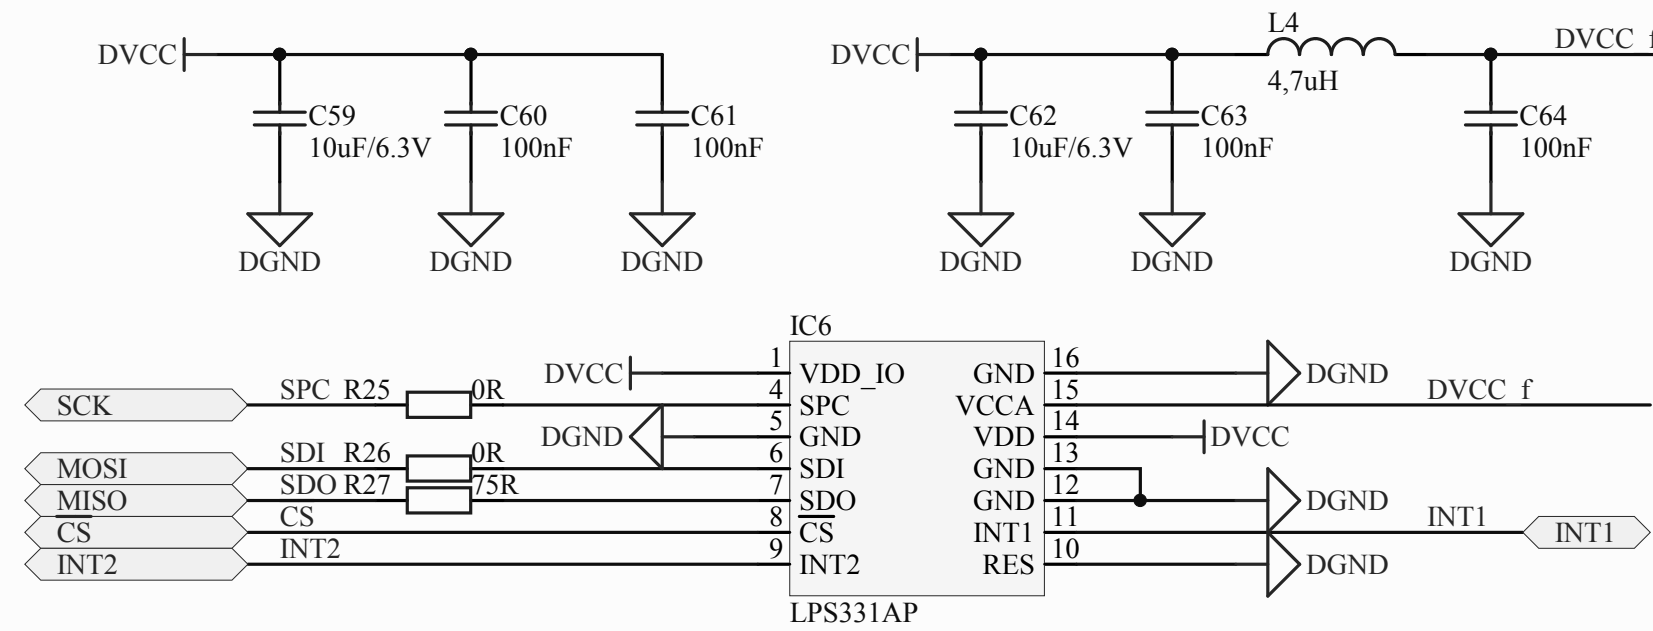 L4
DVCC DVCC DVCC f
4,7uH
C59 C60 C61 C62 C63 C64
10uF/6.3V 100nF 100nF 10uF/6.3V 100nF 100nF
DGND DGND DGND DGND DGND DGND
IC6
DVCC 1 VDD_IO GND 16 DGND
SCK SPC R25 0R 4 SPC VCCA 15 DVCC f
DGND 5 GND VDD 14 DVCC
MOSI SDI R26 0R 6 SDI GND 13
MISO SDO R27 75R 7 SDO GND 12 DGND
CS CS 8 CS INT1 11 INT1 INT1
INT2 INT2 9 INT2 RES 10 DGND
LPS331AP